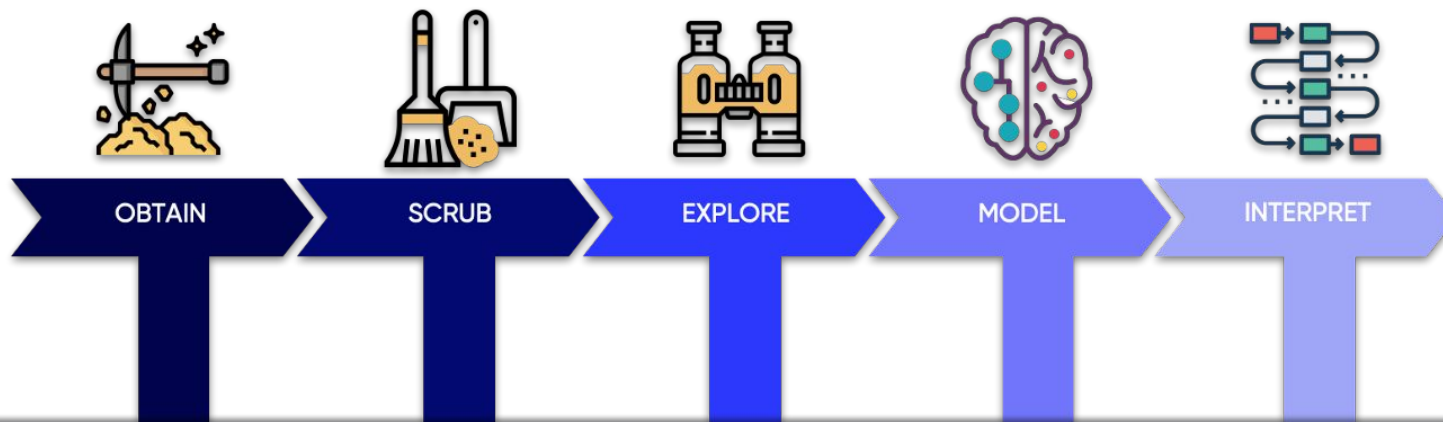 OBTAIN
SCRUB
EXPLORE
MODEL
INTERPRET